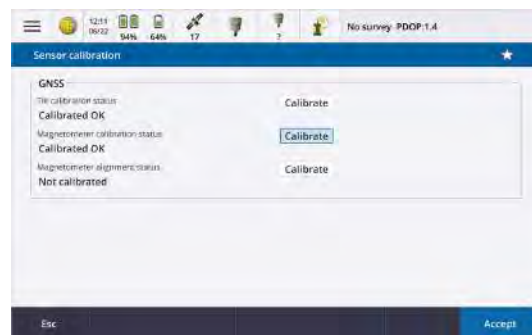 12:11
06/22
94%
64%
17
?
No survey PDOP:1.4
Sensor calibration
GNSS
Tilt calibration status
Calibrate
Calibrated OK
Magnetometer calibration status
Calibrate
Calibrated OK
Magnetometer alignment status
Calibrate
Not calibrated
Esc
Accept